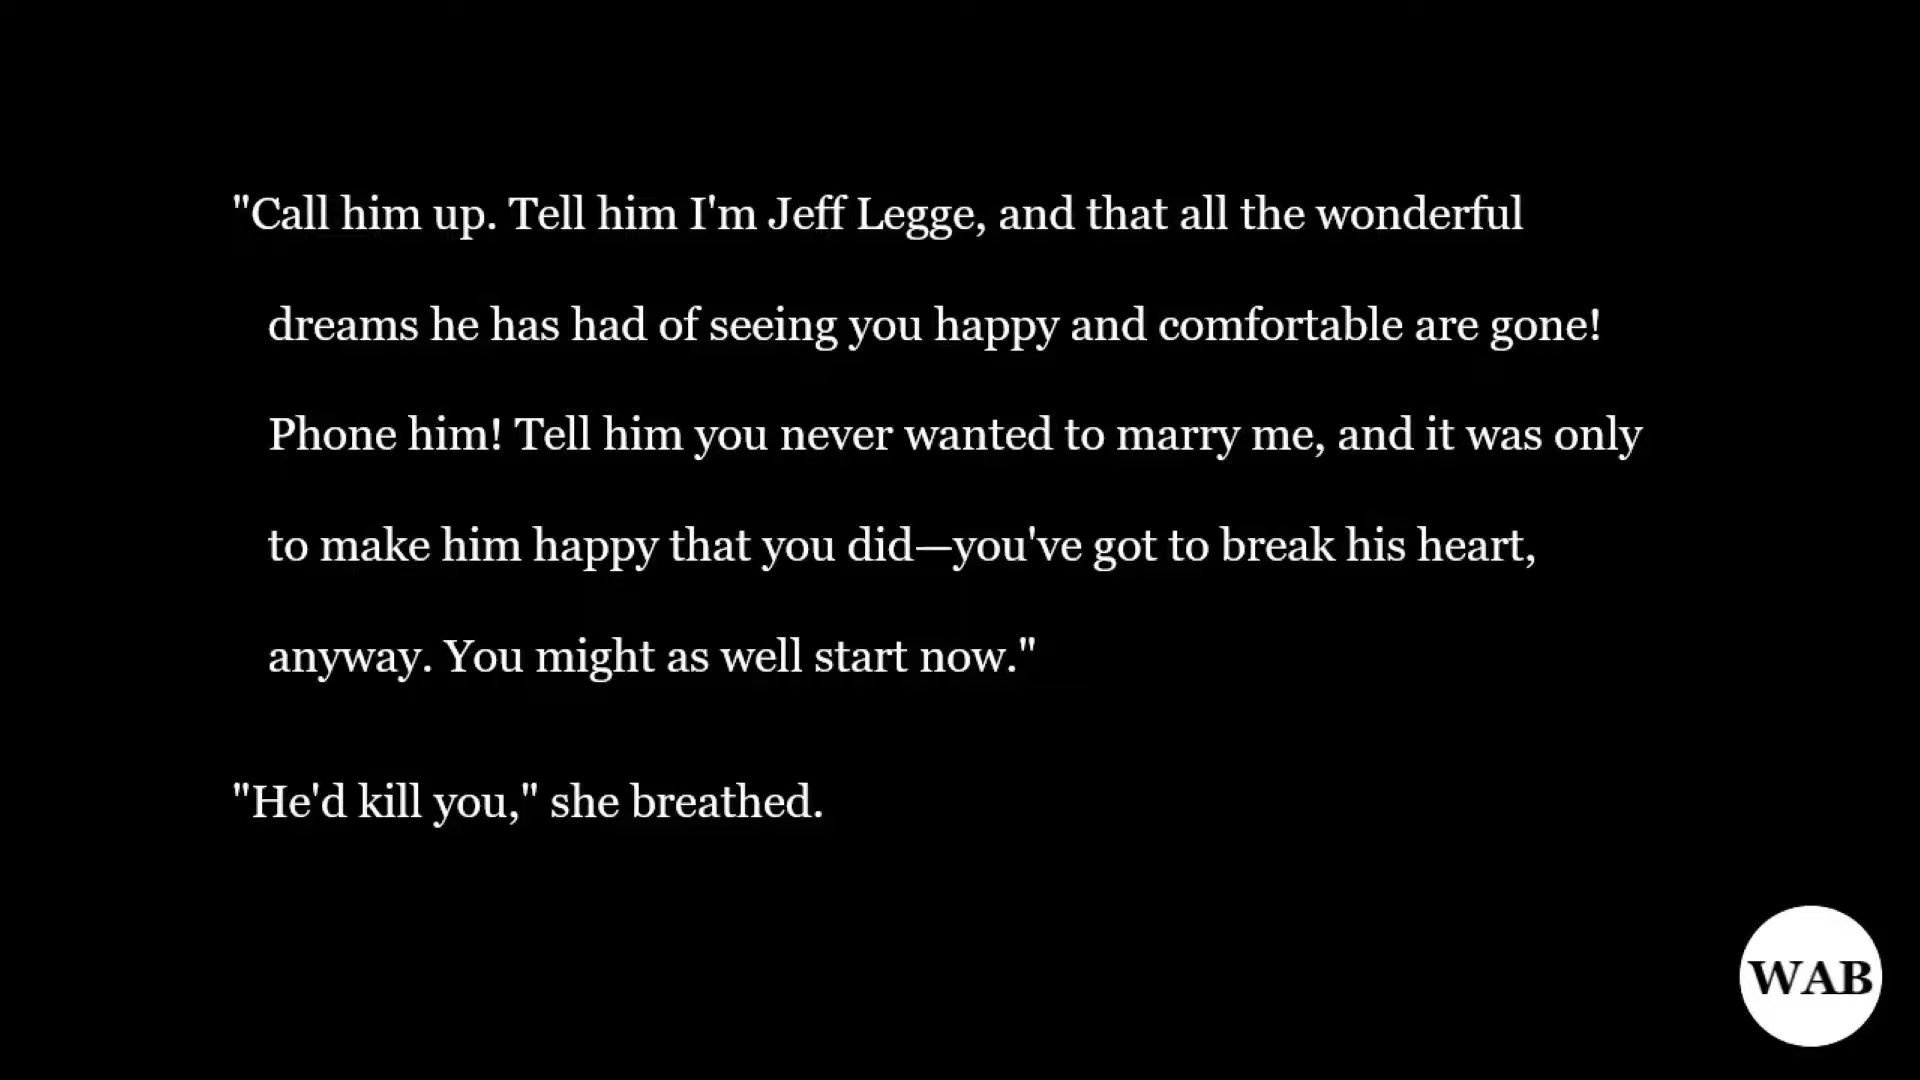 "Call him up. Tell him I'm Jeff Legge, and that all the wonderful
dreams he has had of seeing you happy and comfortable are gone!
Phone him! Tell him you never wanted to marry me, and it was only
to make him happy that you did—you've got to break his heart,
anyway. You might as well start now."
"He'd kill you," she breathed.
WAB